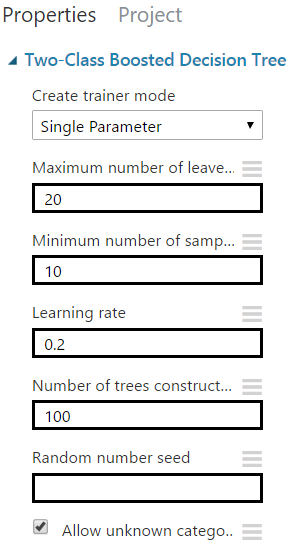 Properties Project
Two-Class Boosted Decision Tree
Create trainer mode
Single Parameter
Maximum number of leave...
20
Minimum number of samp...
10
Learning rate
0.2
Number of trees construct...
100
Random number seed
Allow unknown catego..